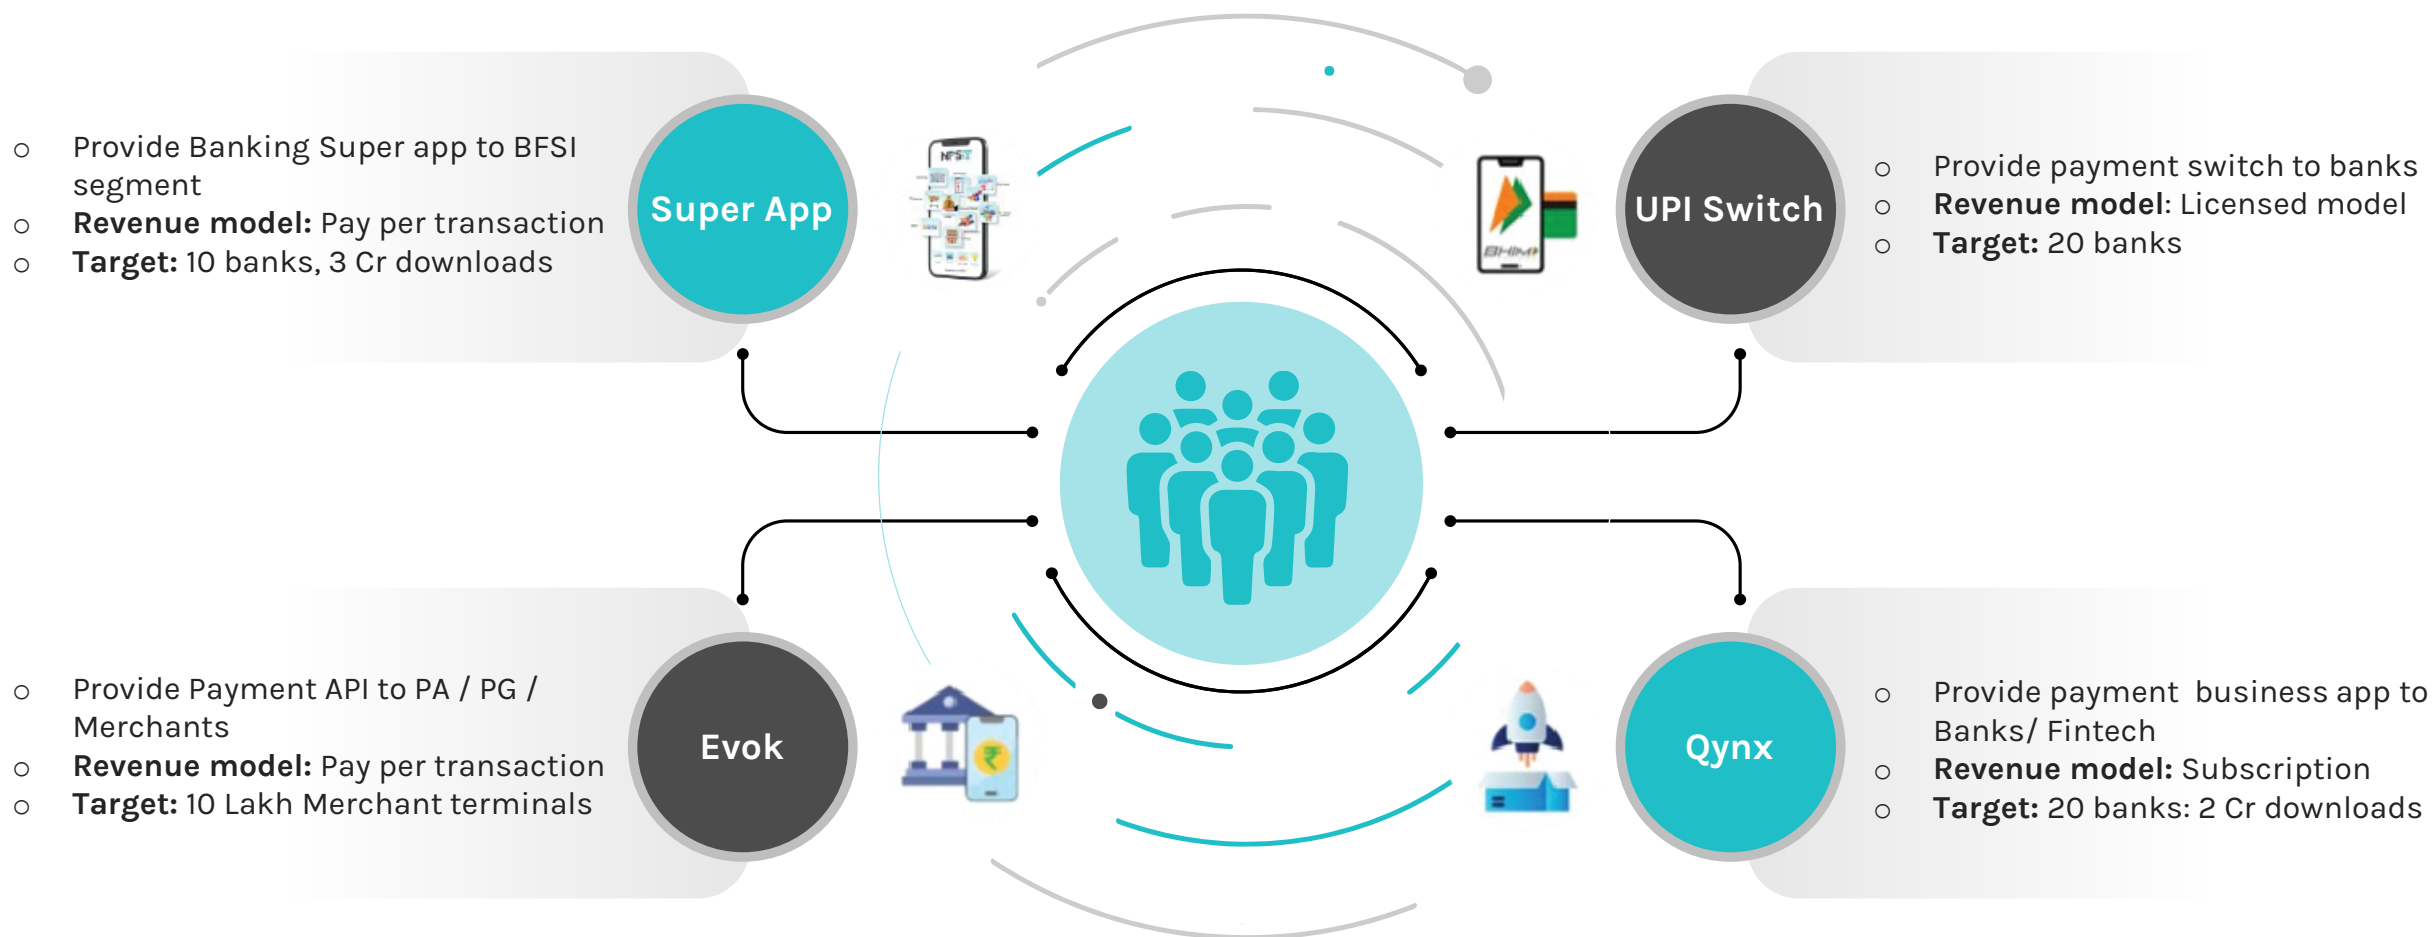 ○ Provide Banking Super app to BFSI
segment
○ Revenue model: Pay per transaction
○ Target: 10 banks, 3 Cr downloads
Super App
BHIM
UPI Switch
○ Provide payment switch to banks
○ Revenue model: Licensed model
○ Target: 20 banks
○ Provide Payment API to PA / PG /
Merchants
○ Revenue model: Pay per transaction
○ Target: 10 Lakh Merchant terminals
Evok
₹
Qynx
○ Provide payment  business app to
Banks/ Fintech
○ Revenue model: Subscription
○ Target: 20 banks: 2 Cr downloads